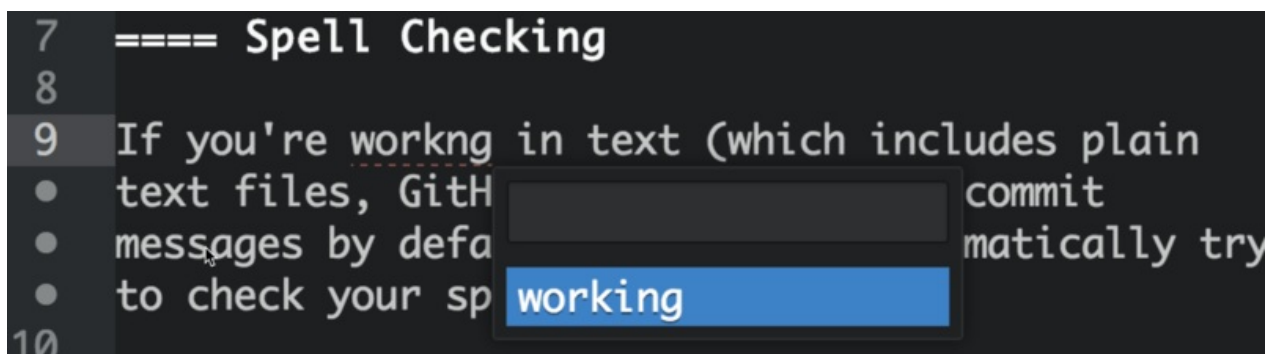 7 ==== Spell Checking
8
9 If you're workng in text (which includes plain
text files, GitH commit
messages by defa matically try
to check your sp working
10